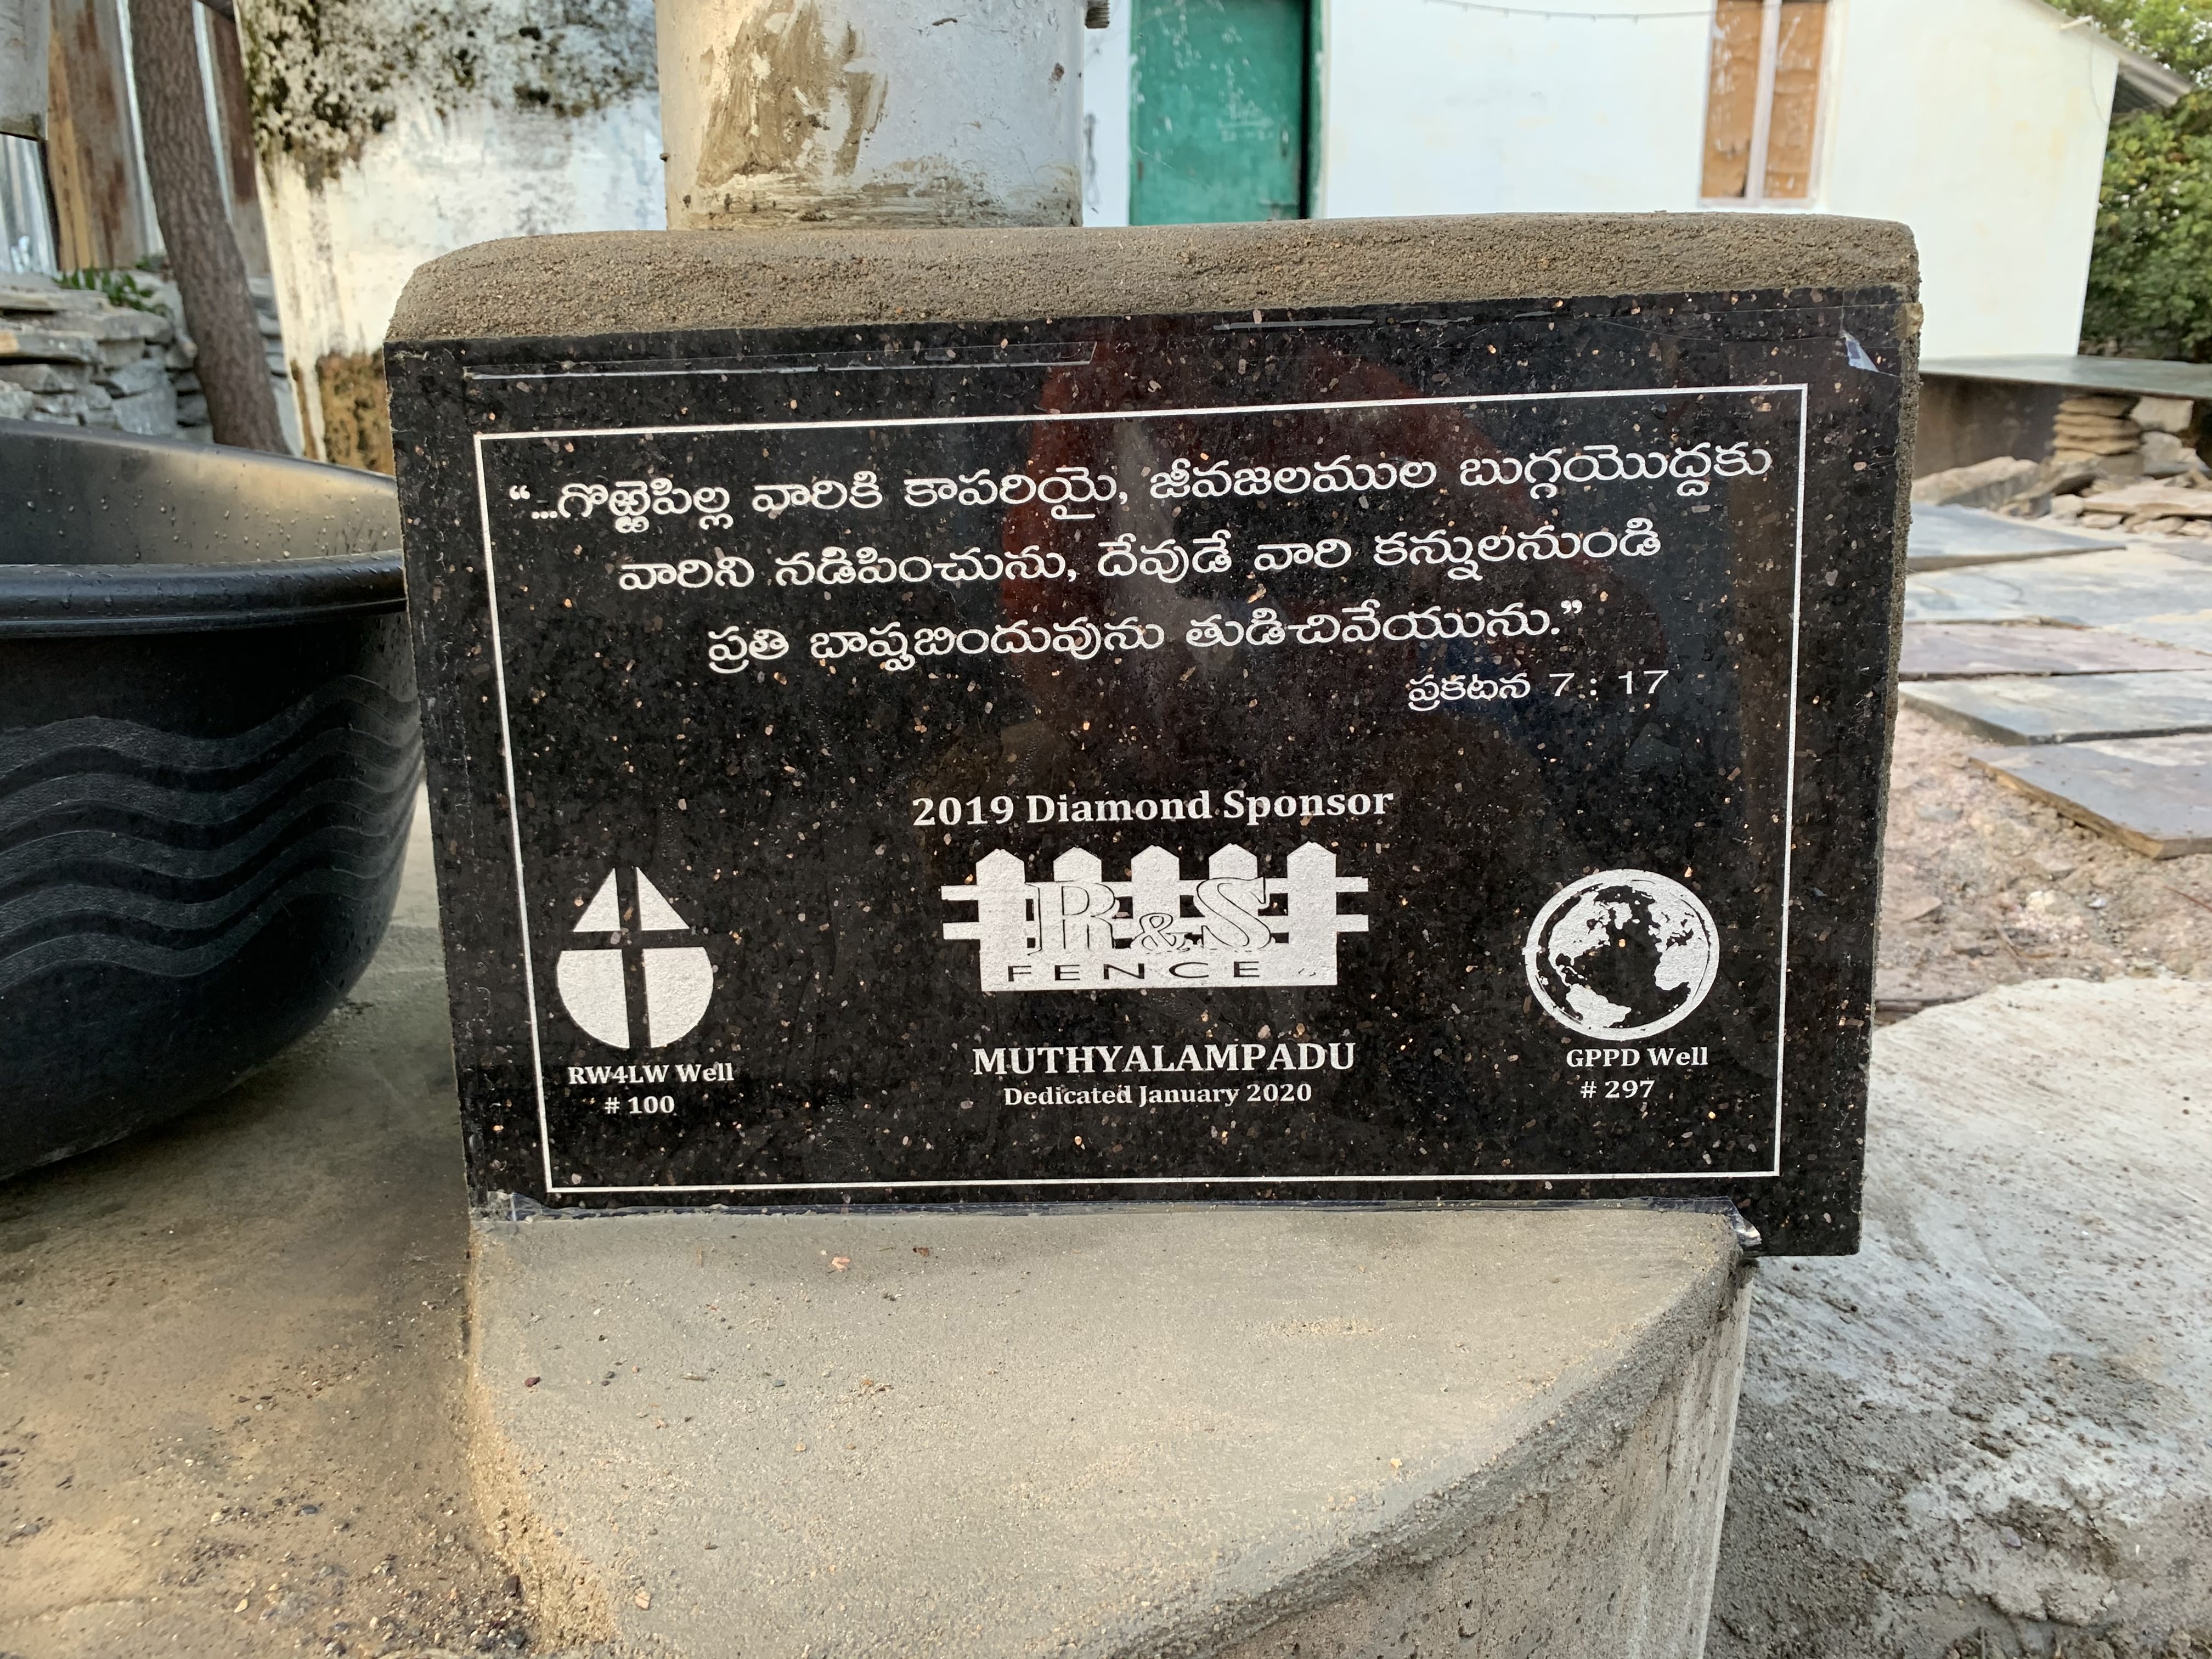 “...గొఱ్ఱెపిల్ల వారికి కాపరియై, జీవజలముల బుగ్గయొద్దకు
వారిని నడిపించును, దేవుడే వారి కన్నులనుండి
ప్రతి బాష్పబిందువును తుడిచివేయును.”
ప్రకటన 7 : 17
2019 Diamond Sponsor
R&S
FENCE
RW4LW Well
# 100
MUTHYALAMPADU
Dedicated January 2020
GPPD Well
# 297